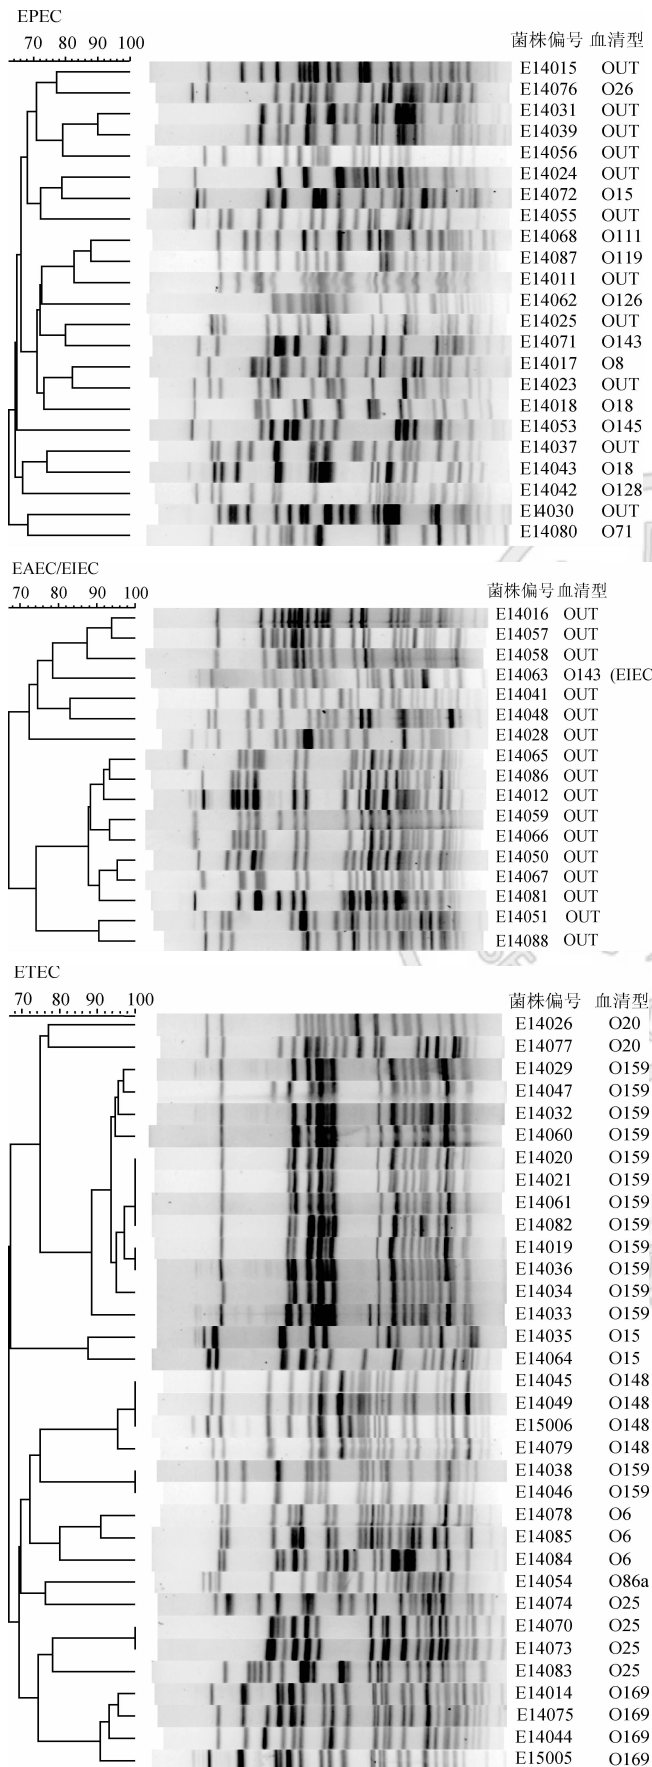 EPEC
菌株偏号 血清型
70 80 90 100
E14015 OUT
E14076 O26
E14031 OUT
E14039 OUT
E14056 OUT
E14024 OUT
E14072 O15
E14055 OUT
E14068 O111
E14087 O119
E14011 OUT
E14062 O126
E14025 OUT
E14071 O143
E14017 O8
E14023 OUT
E14018 O18
E14053 O145
E14037 OUT
E14043 O18
E14042 O128
E14030 OUT
E14080 O71
EAEC/EIEC
菌株偏号 血清型
70 80 90 100
E14016 OUT
E14057 OUT
E14058 OUT
E14063 O143 (EIEC
E14041 OUT
E14048 OUT
E14028 OUT
E14065 OUT
E14086 OUT
E14012 OUT
E14059 OUT
E14066 OUT
E14050 OUT
E14067 OUT
E14081 OUT
E14051 OUT
E14088 OUT
ETEC
菌株偏号 血清型
70 80 90 100
E14026 O20
E14077 O20
E14029 O159
E14047 O159
E14032 O159
E14060 O159
E14020 O159
E14021 O159
E14061 O159
E14082 O159
E14019 O159
E14036 O159
E14034 O159
E14033 O159
E14035 O15
E14064 O15
E14045 O148
E14049 O148
E15006 O148
E14079 O148
E14038 O159
E14046 O159
E14078 O6
E14085 O6
E14084 O6
E14054 O86a
E14074 O25
E14070 O25
E14073 O25
E14083 O25
E14014 O169
E14075 O169
E14044 O169
E15005 O169